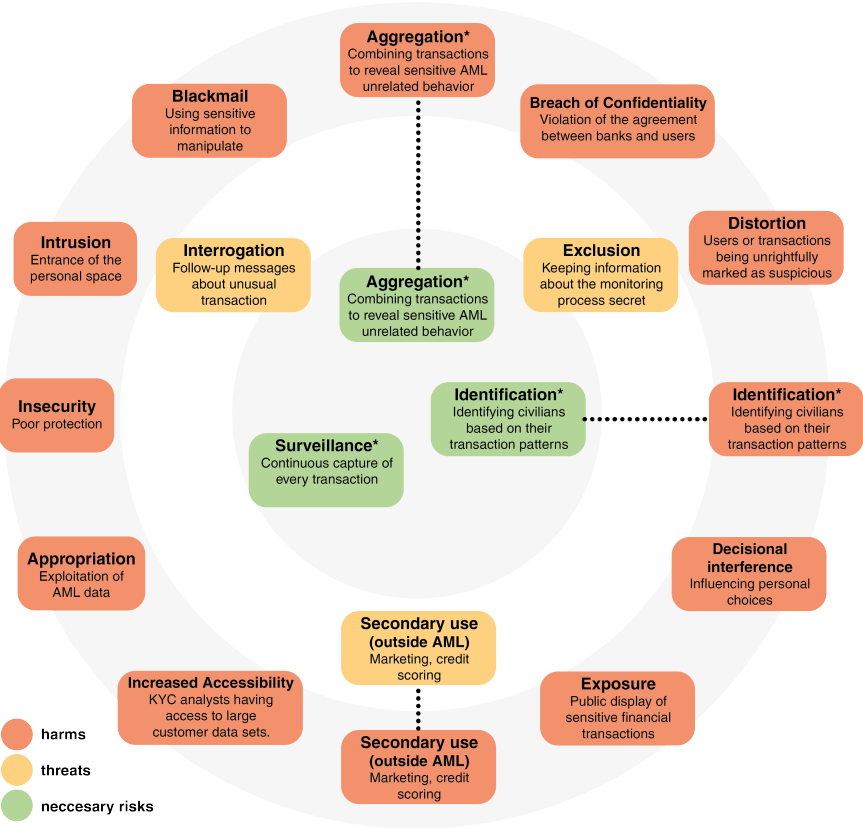 Aggregation*
Combining transactions
to reveal sensitive AML
unrelated behavior
Blackmail
Using sensitive
information to
manipulate
Breach of Confidentiality
Violation of the agreement
between banks and users
Intrusion
Entrance of the
personal space
Interrogation
Follow-up messages
about unusual
transaction
Exclusion
Keeping information
about the monitoring
process secret
Distortion
Users or transactions
being unrightfully
marked as suspicious
Aggregation*
Combining transactions
to reveal sensitive AML
unrelated behavior
Insecurity
Poor protection
Identification*
Identifying civilians
based on their
transaction patterns
Identification*
Identifying civilians
based on their
transaction patterns
Surveillance*
Continuous capture of
every transaction
Appropriation
Exploitation of
AML data
Decisional
interference
Influencing personal
choices
Secondary use
(outside AML)
Marketing, credit
scoring
Increased Accessibility
KYC analysts having
access to large
customer data sets.
Exposure
Public display of
sensitive financial
transactions
Secondary use
(outside AML)
Marketing, credit
scoring
harms
threats
neccesary risks